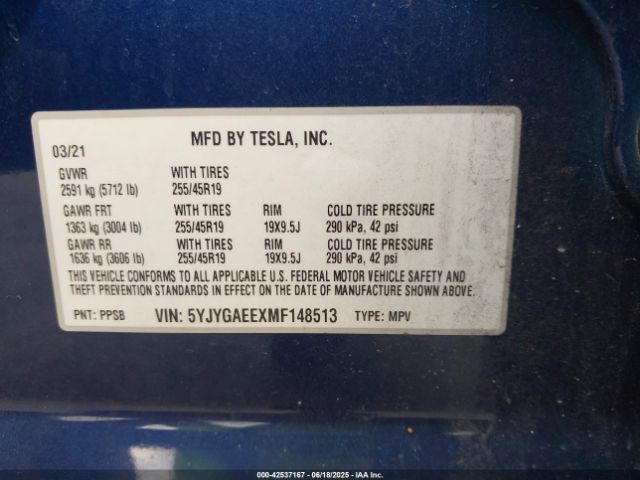 MFD BY TESLA, INC.
03/21
GVWR WITH TIRES
2591 kg (5712 lb) 255/45R19
GAWR FRT WITH TIRES RIM COLD TIRE PRESSURE
1363 kg (3004 lb) 255/45R19 19X9.5J 290 kPa, 42 psi
GAWR RR WITH TIRES RIM COLD TIRE PRESSURE
1636 kg (3606 lb) 255/45R19 19X9.5J 290 kPa, 42 psi
THIS VEHICLE CONFORMS TO ALL APPLICABLE U.S. FEDERAL MOTOR VEHICLE SAFETY AND
THEFT PREVENTION STANDARDS IN EFFECT ON THE DATE OF MANUFACTURE SHOWN ABOVE.
PNT: PPSB VIN: 5YJYGAEEXMF148513 TYPE: MPV
000-42537167 - 06/18/2025 - IAA Inc.